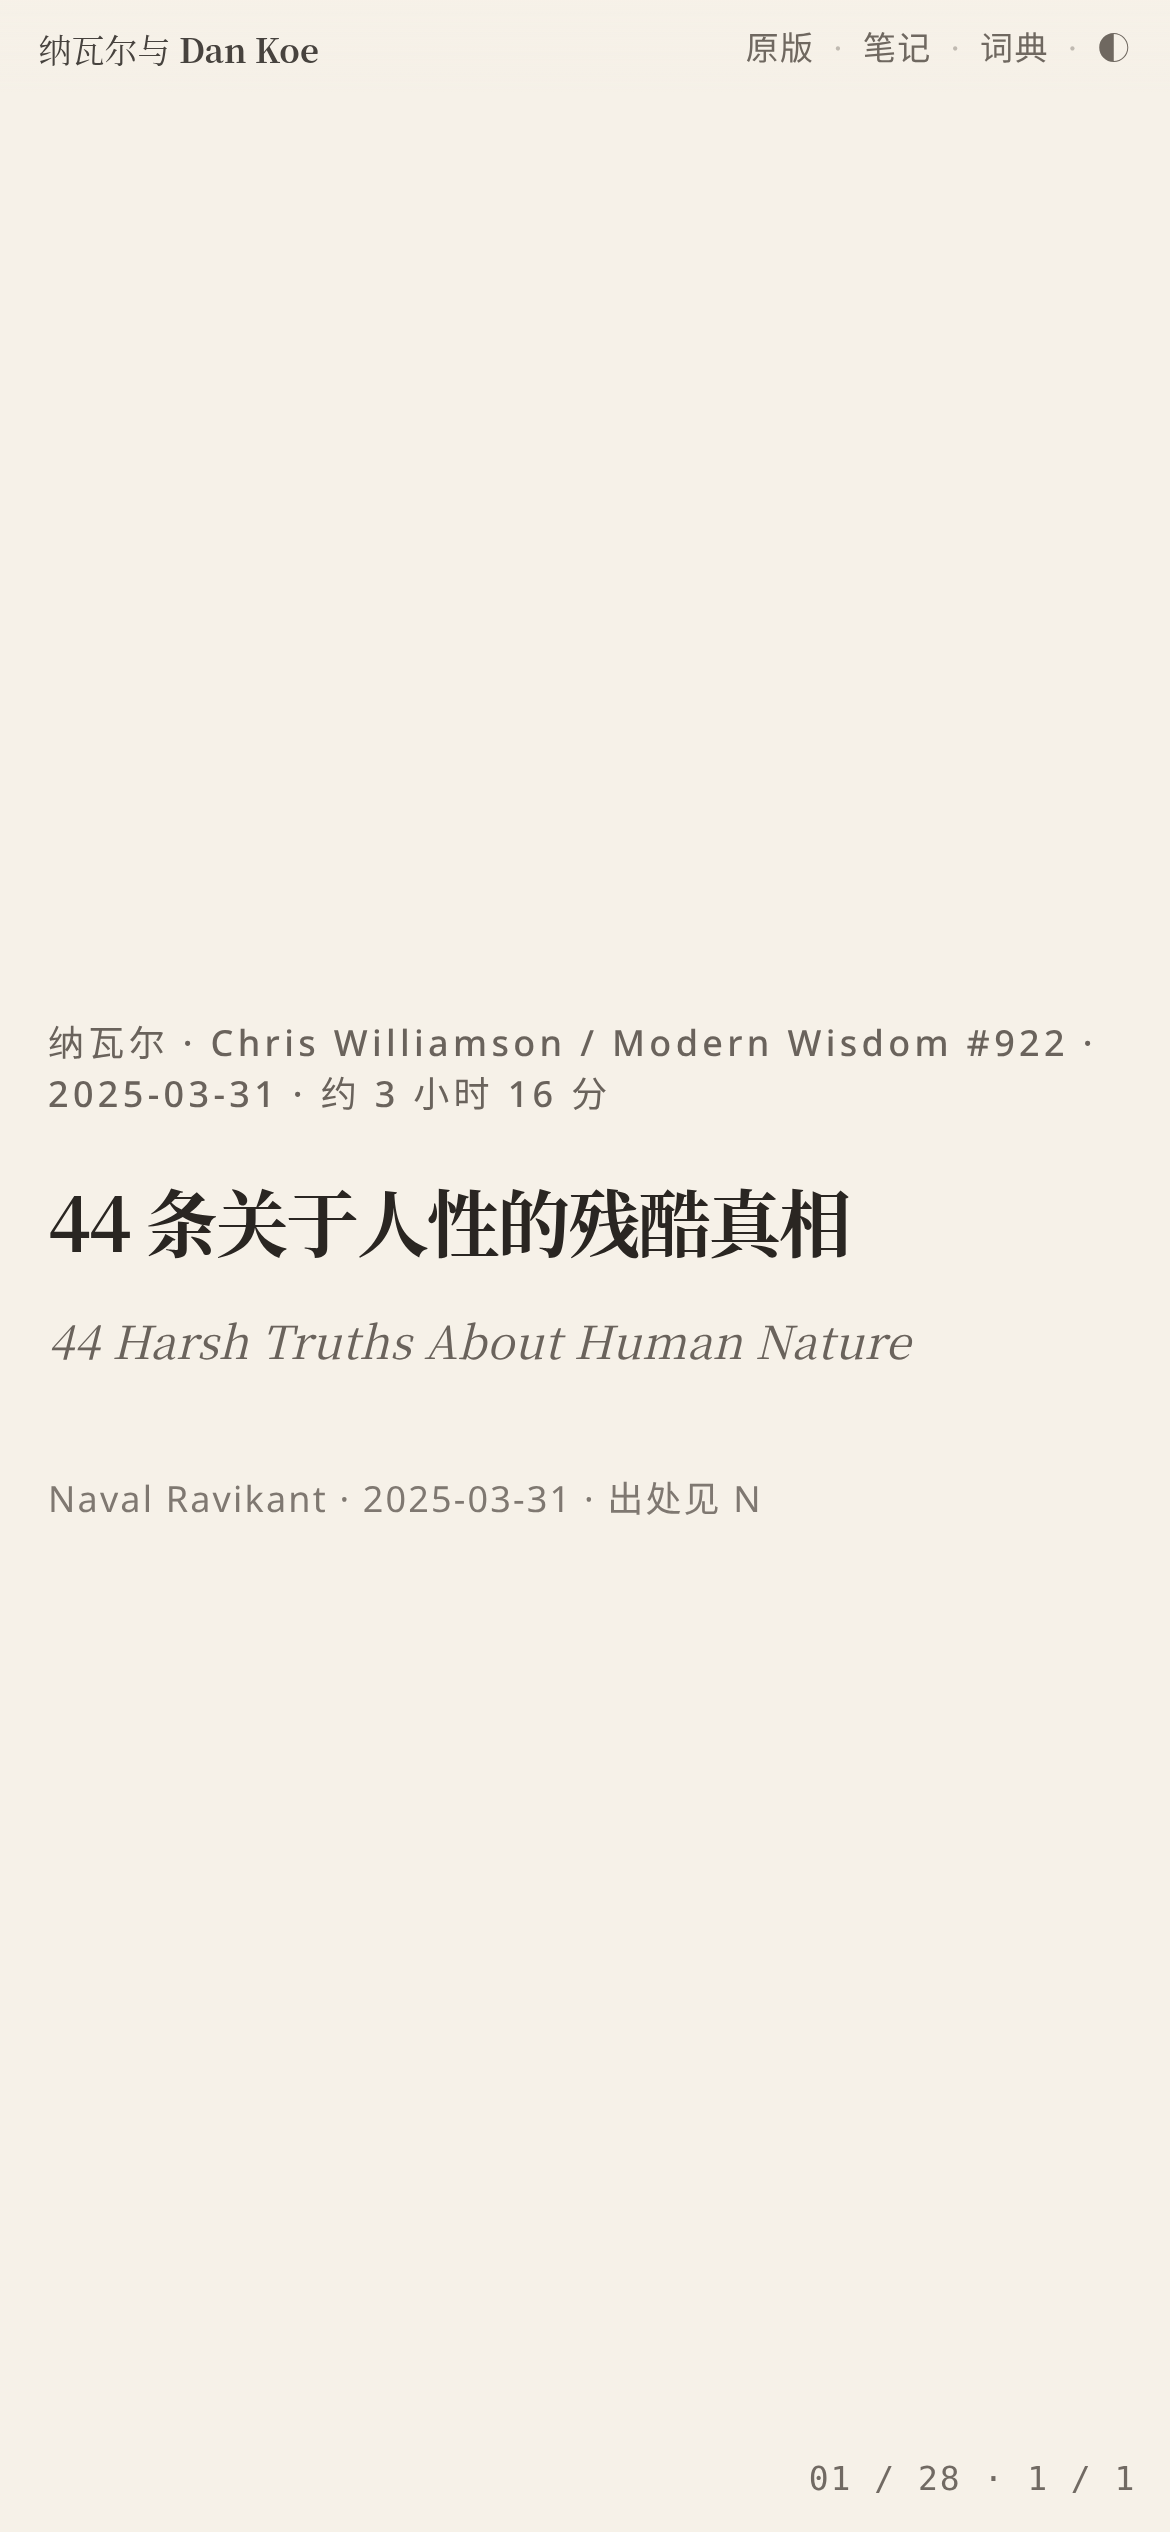 纳瓦尔与 Dan Koe
原版 · 笔记 · 词典 · ◐
纳瓦尔 · Chris Williamson / Modern Wisdom #922 ·
2025-03-31 · 约 3 小时 16 分
44 条关于人性的残酷真相
44 Harsh Truths About Human Nature
Naval Ravikant · 2025-03-31 · 出处见 N
01 / 28 · 1 / 1